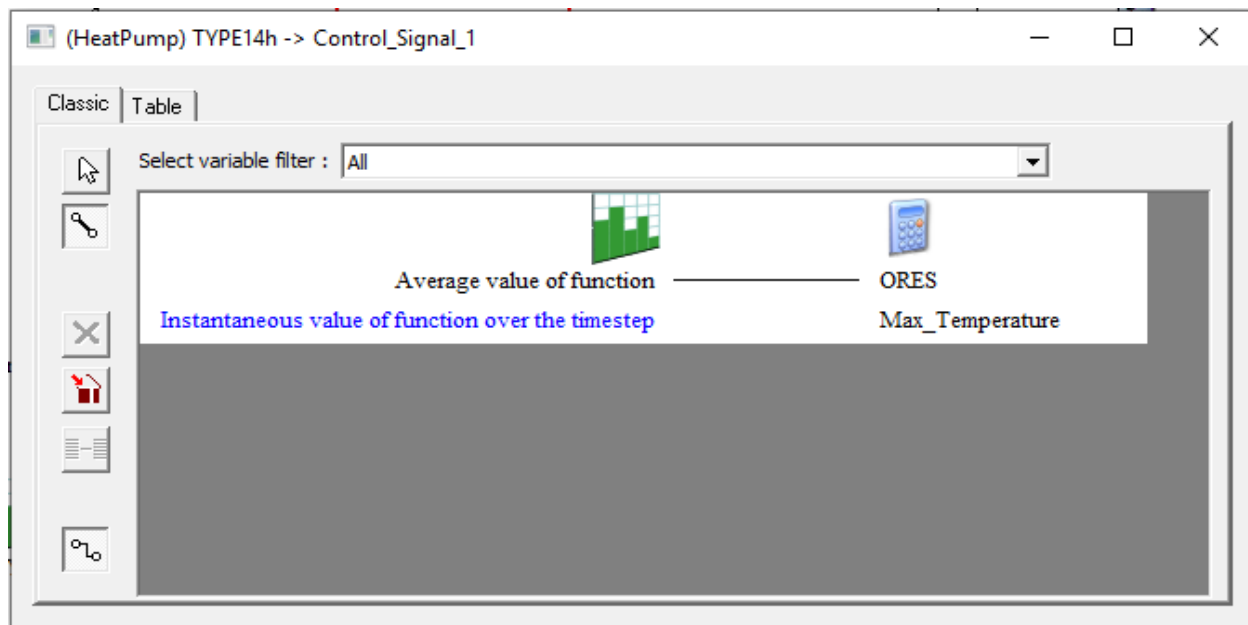 (HeatPump) TYPE14h -> Control_Signal_1
Classic Table
Select variable filter : All
Average value of function ORES
Instantaneous value of function over the timestep Max_Temperature